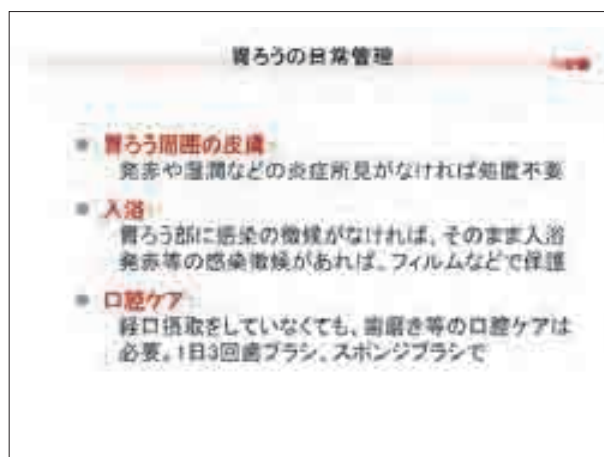 胃ろうの日常管理
胃ろう周囲の皮膚
発赤や湿潤などの炎症所見がなければ処置不要
入浴
胃ろう部に感染の徴候がなければ、そのまま入浴
発赤等の感染徴候があれば、フィルムなどで保護
口腔ケア
経口摂取をしていなくても、歯磨き等の口腔ケアは
必要。1日3回歯ブラシ、スポンジブラシで